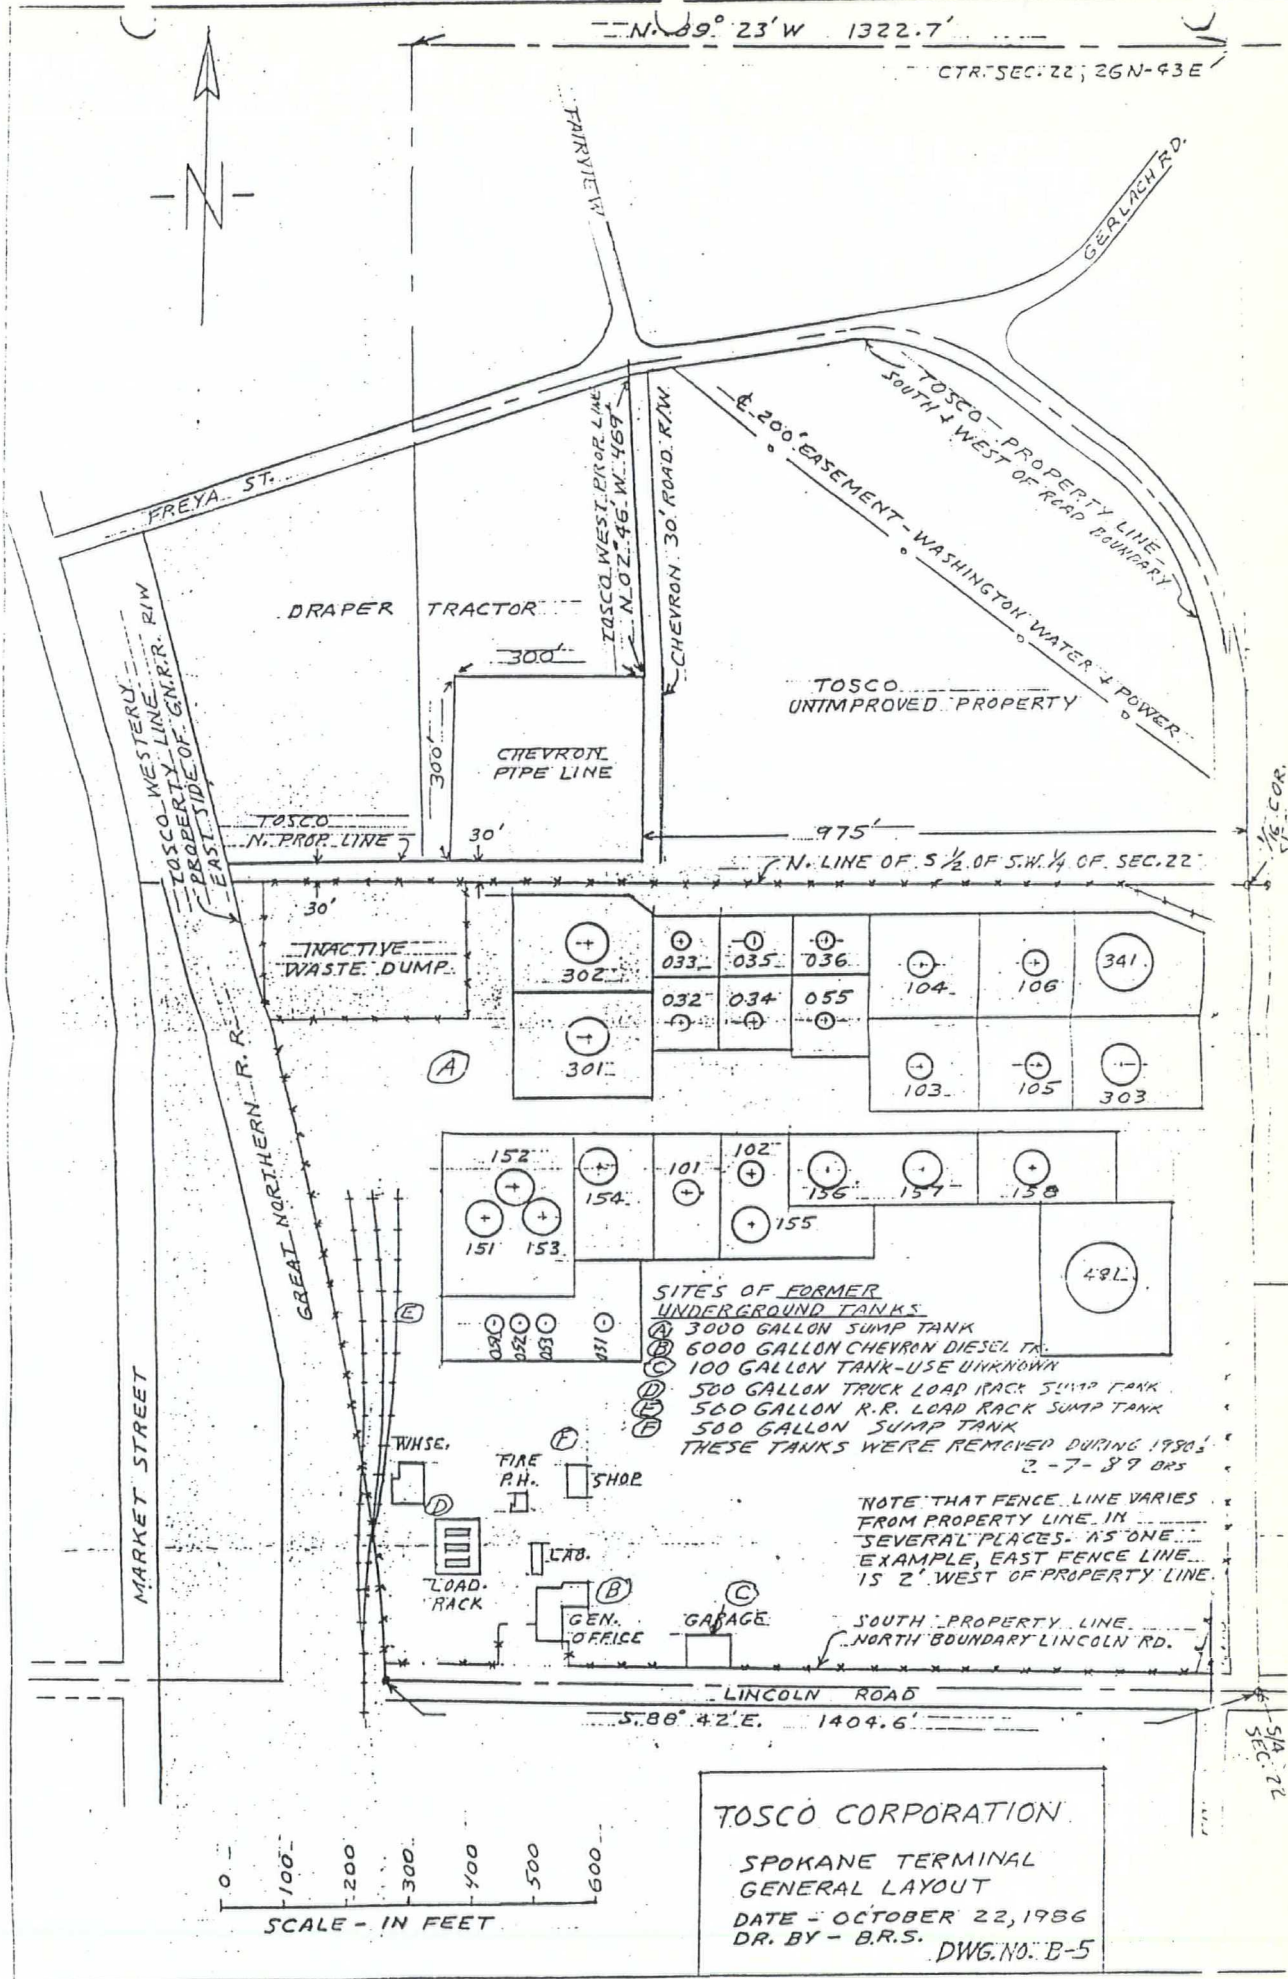 N. 89° 23' W 1322.7'
CTR. SEC. 22, 26N-43E
N
FAIRVIEW
GERLACH RD.
TOSCO - PROPERTY LINE
SOUTH & WEST OF ROAD BOUNDARY
℄ 200' EASEMENT - WASHINGTON WATER & POWER
TOSCO WEST PROP. LINE
N. 02° 46' W. 469'
CHEVRON 30' ROAD R/W
FREYA ST.
DRAPER TRACTOR
300'
300'
CHEVRON
PIPE LINE
TOSCO
UNIMPROVED PROPERTY
TOSCO WESTERLY
PROPERTY LINE
EAST SIDE OF G.N.R.R. R/W
TOSCO
N. PROP. LINE
30'
975'
1/16 COR.
N. LINE OF S 1/2 OF S.W. 1/4 OF SEC. 22
30'
INACTIVE
WASTE DUMP
302
033
035
036
104
106
341
032
034
055
301
103
105
303
A
GREAT NORTHERN R.R.
152
154
101
102
156
157
158
151
153
155
481
052
053
031
E
SITES OF FORMER
UNDERGROUND TANKS
A 3000 GALLON SUMP TANK
B 6000 GALLON CHEVRON DIESEL TK.
C 100 GALLON TANK-USE UNKNOWN
D 500 GALLON TRUCK LOAD RACK SUMP TANK
E 500 GALLON R.R. LOAD RACK SUMP TANK
F 500 GALLON SUMP TANK
THESE TANKS WERE REMOVED DURING 1980's
2-7-89 BRS
MARKET STREET
WHSE.
FIRE
P.H.
F
SHOP
D
LOAD.
RACK
LAB.
B
GEN.
OFFICE
C
GARAGE
NOTE THAT FENCE LINE VARIES
FROM PROPERTY LINE IN
SEVERAL PLACES. AS ONE
EXAMPLE, EAST FENCE LINE
IS 2' WEST OF PROPERTY LINE.
SOUTH PROPERTY LINE
NORTH BOUNDARY LINCOLN RD.
LINCOLN ROAD
S. 88° 42' E. 1404.6'
SEC. 22
0 100 200 300 400 500 600
SCALE - IN FEET
TOSCO CORPORATION
SPOKANE TERMINAL
GENERAL LAYOUT
DATE - OCTOBER 22, 1986
DR. BY - B.R.S.
DWG. NO. B-5